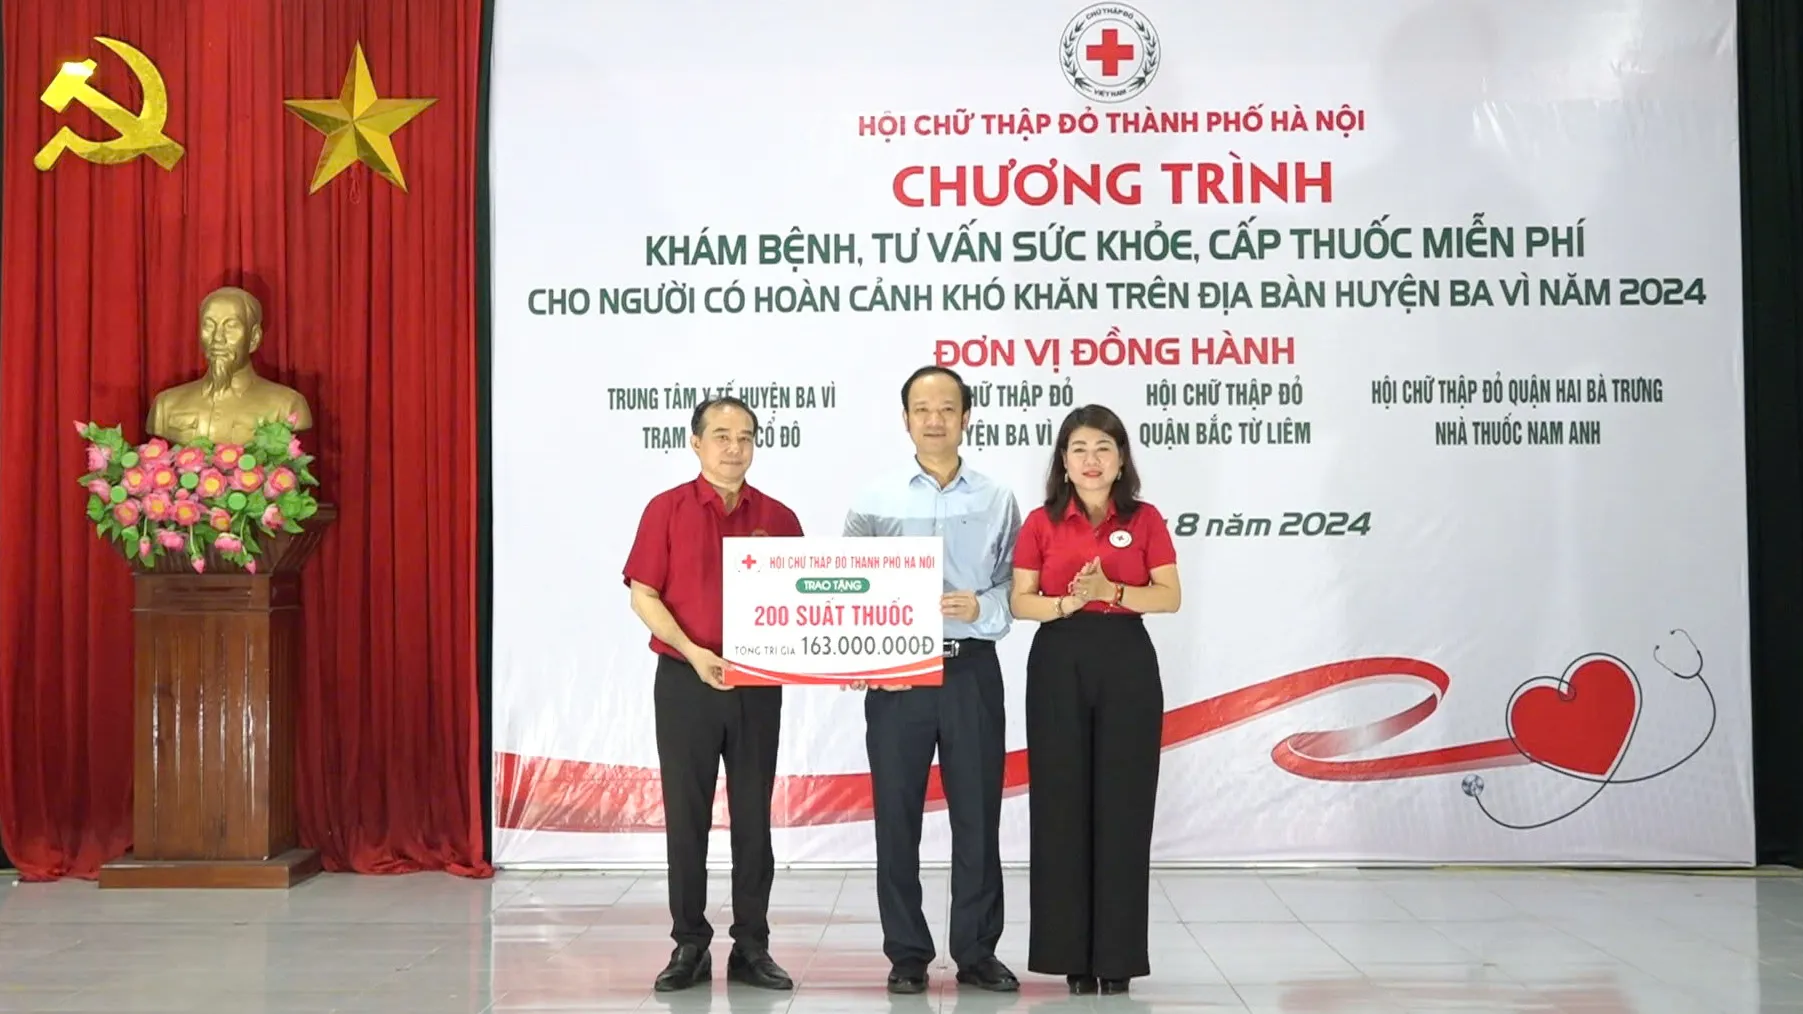 CHỮ THẬP ĐỎ
VIỆT NAM
HỘI CHỮ THẬP ĐỎ THÀNH PHỐ HÀ NỘI
CHƯƠNG TRÌNH
KHÁM BỆNH, TƯ VẤN SỨC KHỎE, CẤP THUỐC MIỄN PHÍ
CHO NGƯỜI CÓ HOÀN CẢNH KHÓ KHĂN TRÊN ĐỊA BÀN HUYỆN BA VÌ NĂM 2024
ĐƠN VỊ ĐỒNG HÀNH
TRUNG TÂM Y TẾ HUYỆN BA VÌ
TRẠM CỔ ĐÔ
THẬP ĐỎ
BA VÌ
HỘI CHỮ THẬP ĐỎ
QUẬN BẮC TỪ LIÊM
HỘI CHỮ THẬP ĐỎ QUẬN HAI BÀ TRƯNG
NHÀ THUỐC NAM ANH
8 năm 2024
HỘI CHỮ THẬP ĐỎ THÀNH PHỐ HÀ NỘI
TRAO TẶNG
200 SUẤT THUỐC
TỔNG TRỊ GIÁ 163.000.000Đ